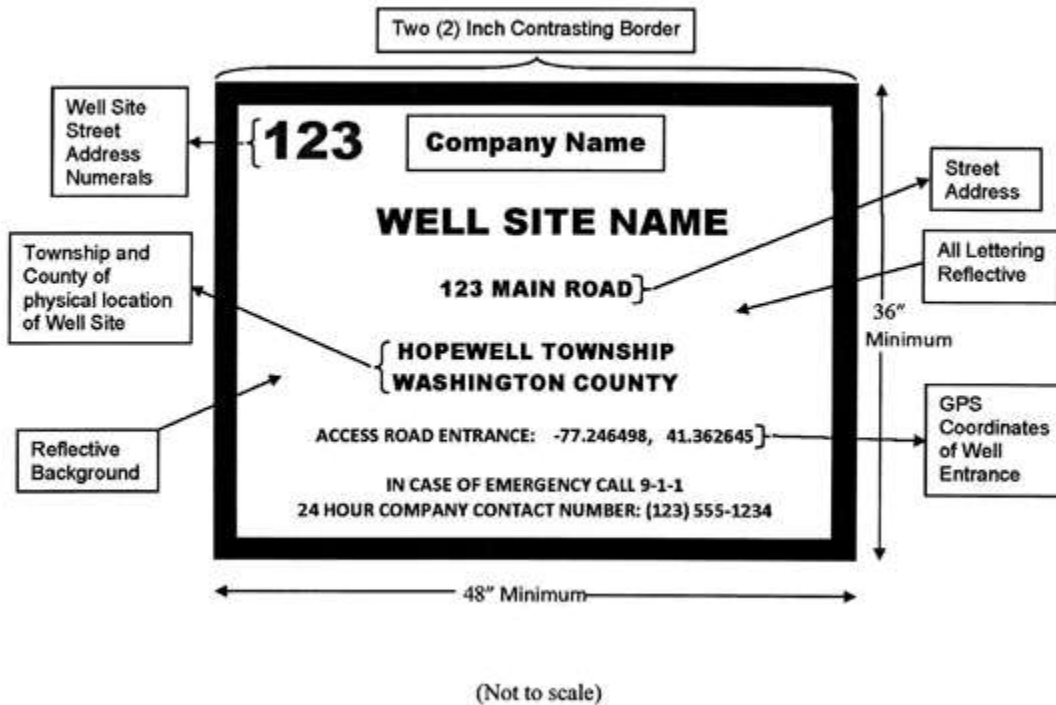 Two (2) Inch Contrasting Border
Well Site
Street
Address
Numerals
123
Company Name
Street
Address
WELL SITE NAME
Township and
County of
physical location
of Well Site
All Lettering
Reflective
123 MAIN ROAD
36"
Minimum
HOPEWELL TOWNSHIP
WASHINGTON COUNTY
GPS
Coordinates
of Well
Entrance
Reflective
Background
ACCESS ROAD ENTRANCE: -77.246498, 41.362645
IN CASE OF EMERGENCY CALL 9-1-1
24 HOUR COMPANY CONTACT NUMBER: (123) 555-1234
48" Minimum
(Not to scale)